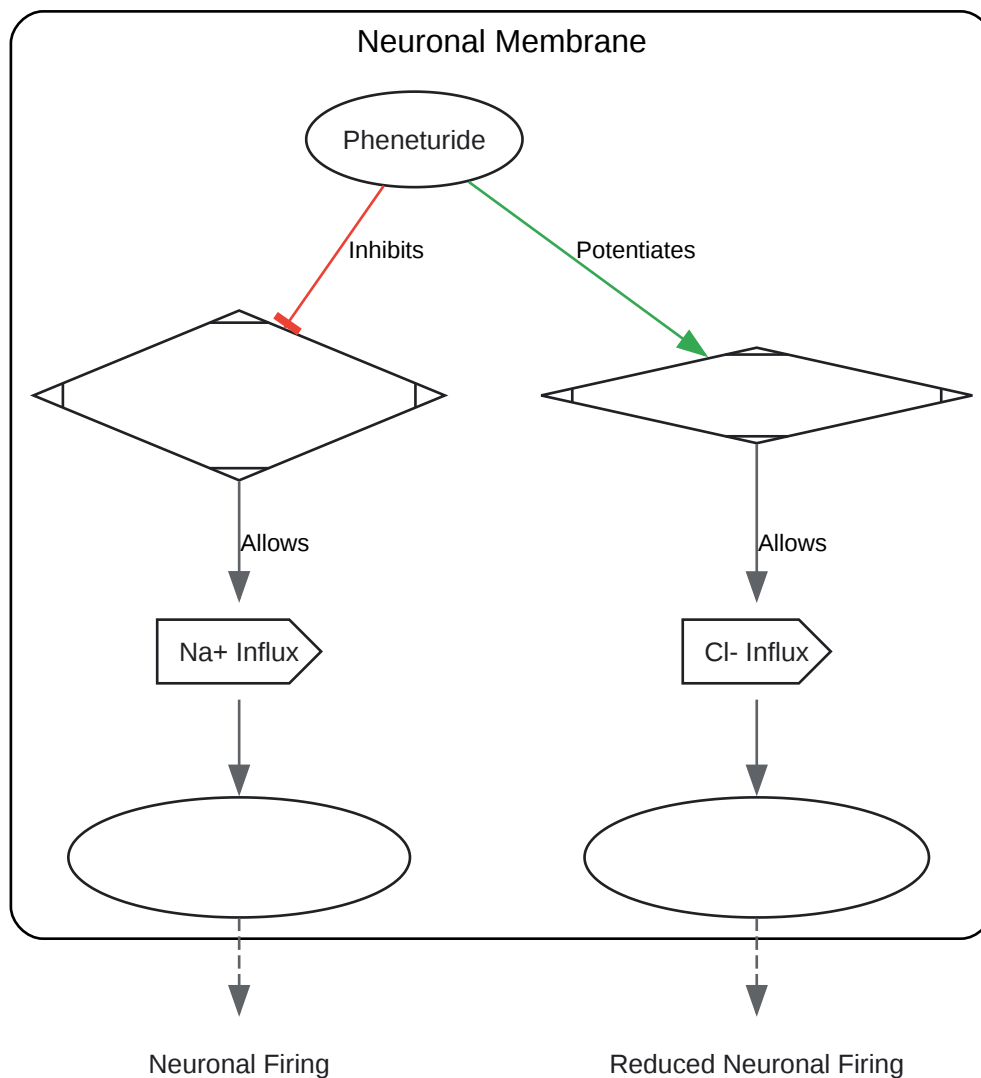 Neuronal Membrane
Pheneturide
Inhibits
Potentiates
Allows
Allows
Na+ Influx
Cl- Influx
Neuronal Firing
Reduced Neuronal Firing